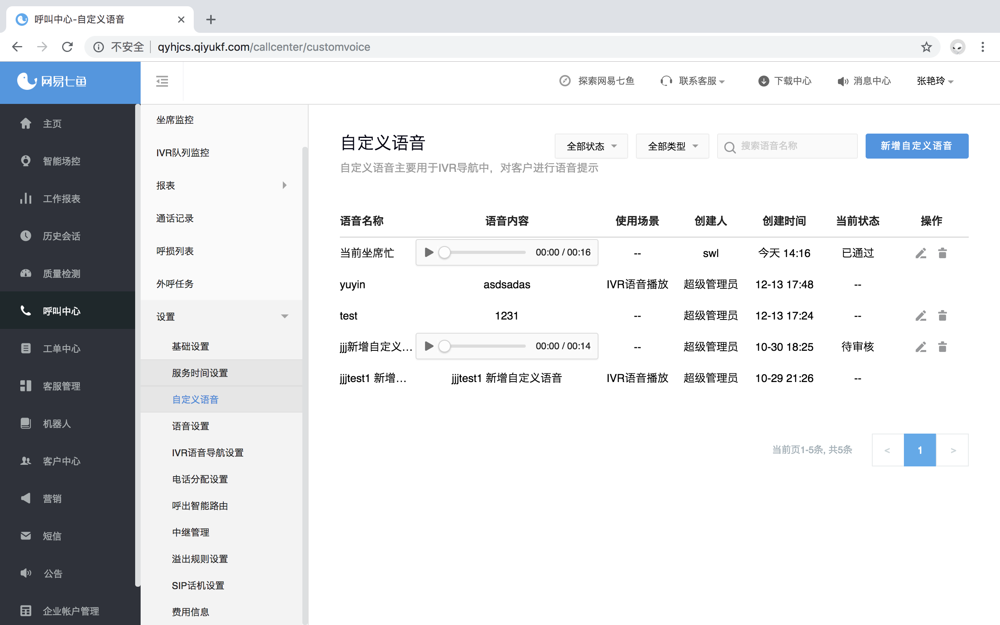 呼叫中心-自定义语音
不安全 qyhjcs.qiyukf.com/callcenter/customvoice
网易七鱼
探索网易七鱼 联系客服 下载中心 消息中心 张艳玲
主页
智能场控
工作报表
历史会话
质量检测
呼叫中心
工单中心
客服管理
机器人
客户中心
营销
短信
公告
企业帐户管理
坐席监控
IVR队列监控
报表
通话记录
呼损列表
外呼任务
设置
基础设置
服务时间设置
自定义语音
语音设置
IVR语音导航设置
电话分配设置
呼出智能路由
中继管理
溢出规则设置
SIP话机设置
费用信息
自定义语音 全部状态 全部类型 搜索语音名称 新增自定义语音
自定义语音主要用于IVR导航中，对客户进行语音提示
语音名称 语音内容 使用场景 创建人 创建时间 当前状态 操作
当前坐席忙 00:00 / 00:16 -- swl 今天 14:16 已通过
yuyin asdsadas IVR语音播放 超级管理员 12-13 17:48 --
test 1231 -- 超级管理员 12-13 17:24 --
jjj新增自定义... 00:00 / 00:14 -- 超级管理员 10-30 18:25 待审核
jjjtest1 新增... jjjtest1 新增自定义语音 IVR语音播放 超级管理员 10-29 21:26 --
当前页1-5条, 共5条 < 1 >